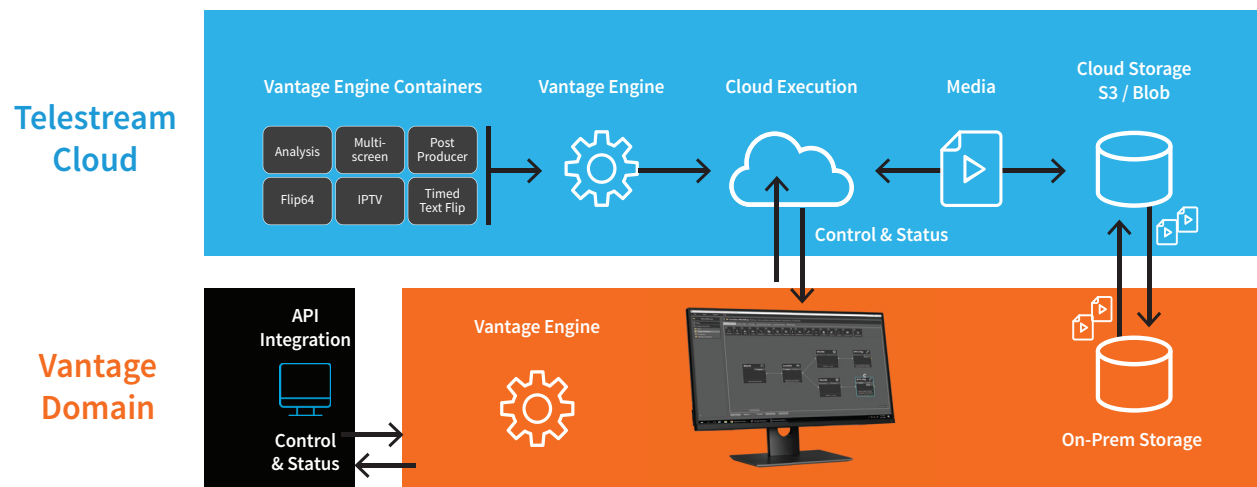 Telestream
Cloud
Vantage Engine Containers
Vantage Engine
Cloud Execution
Media
Cloud Storage
S3 / Blob
Analysis
Multi-
screen
Post
Producer
Flip64
IPTV
Timed
Text Flip
Control & Status
Vantage
Domain
API
Integration
Control
& Status
Vantage Engine
On-Prem Storage